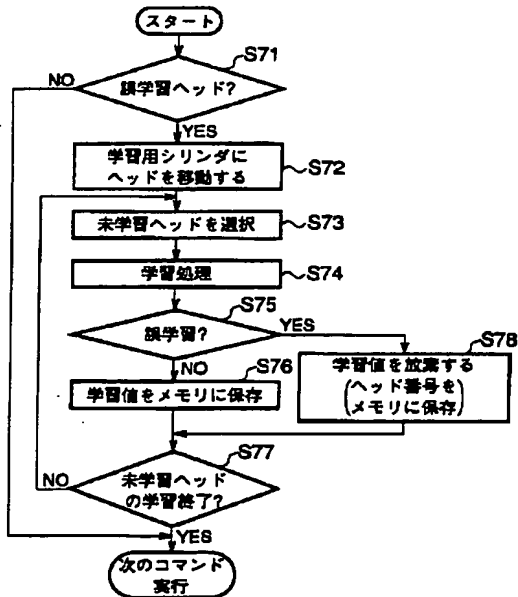 スタート
S71
誤学習ヘッド?
NO
YES
学習用シリンダに
ヘッドを移動する
S72
未学習ヘッドを選択
S73
学習処理
S74
S75
誤学習?
YES
NO
S76
学習値をメモリに保存
S78
学習値を放棄する
(ヘッド番号を
メモリに保存)
S77
未学習ヘッド
の学習終了?
NO
YES
次のコマンド
実行